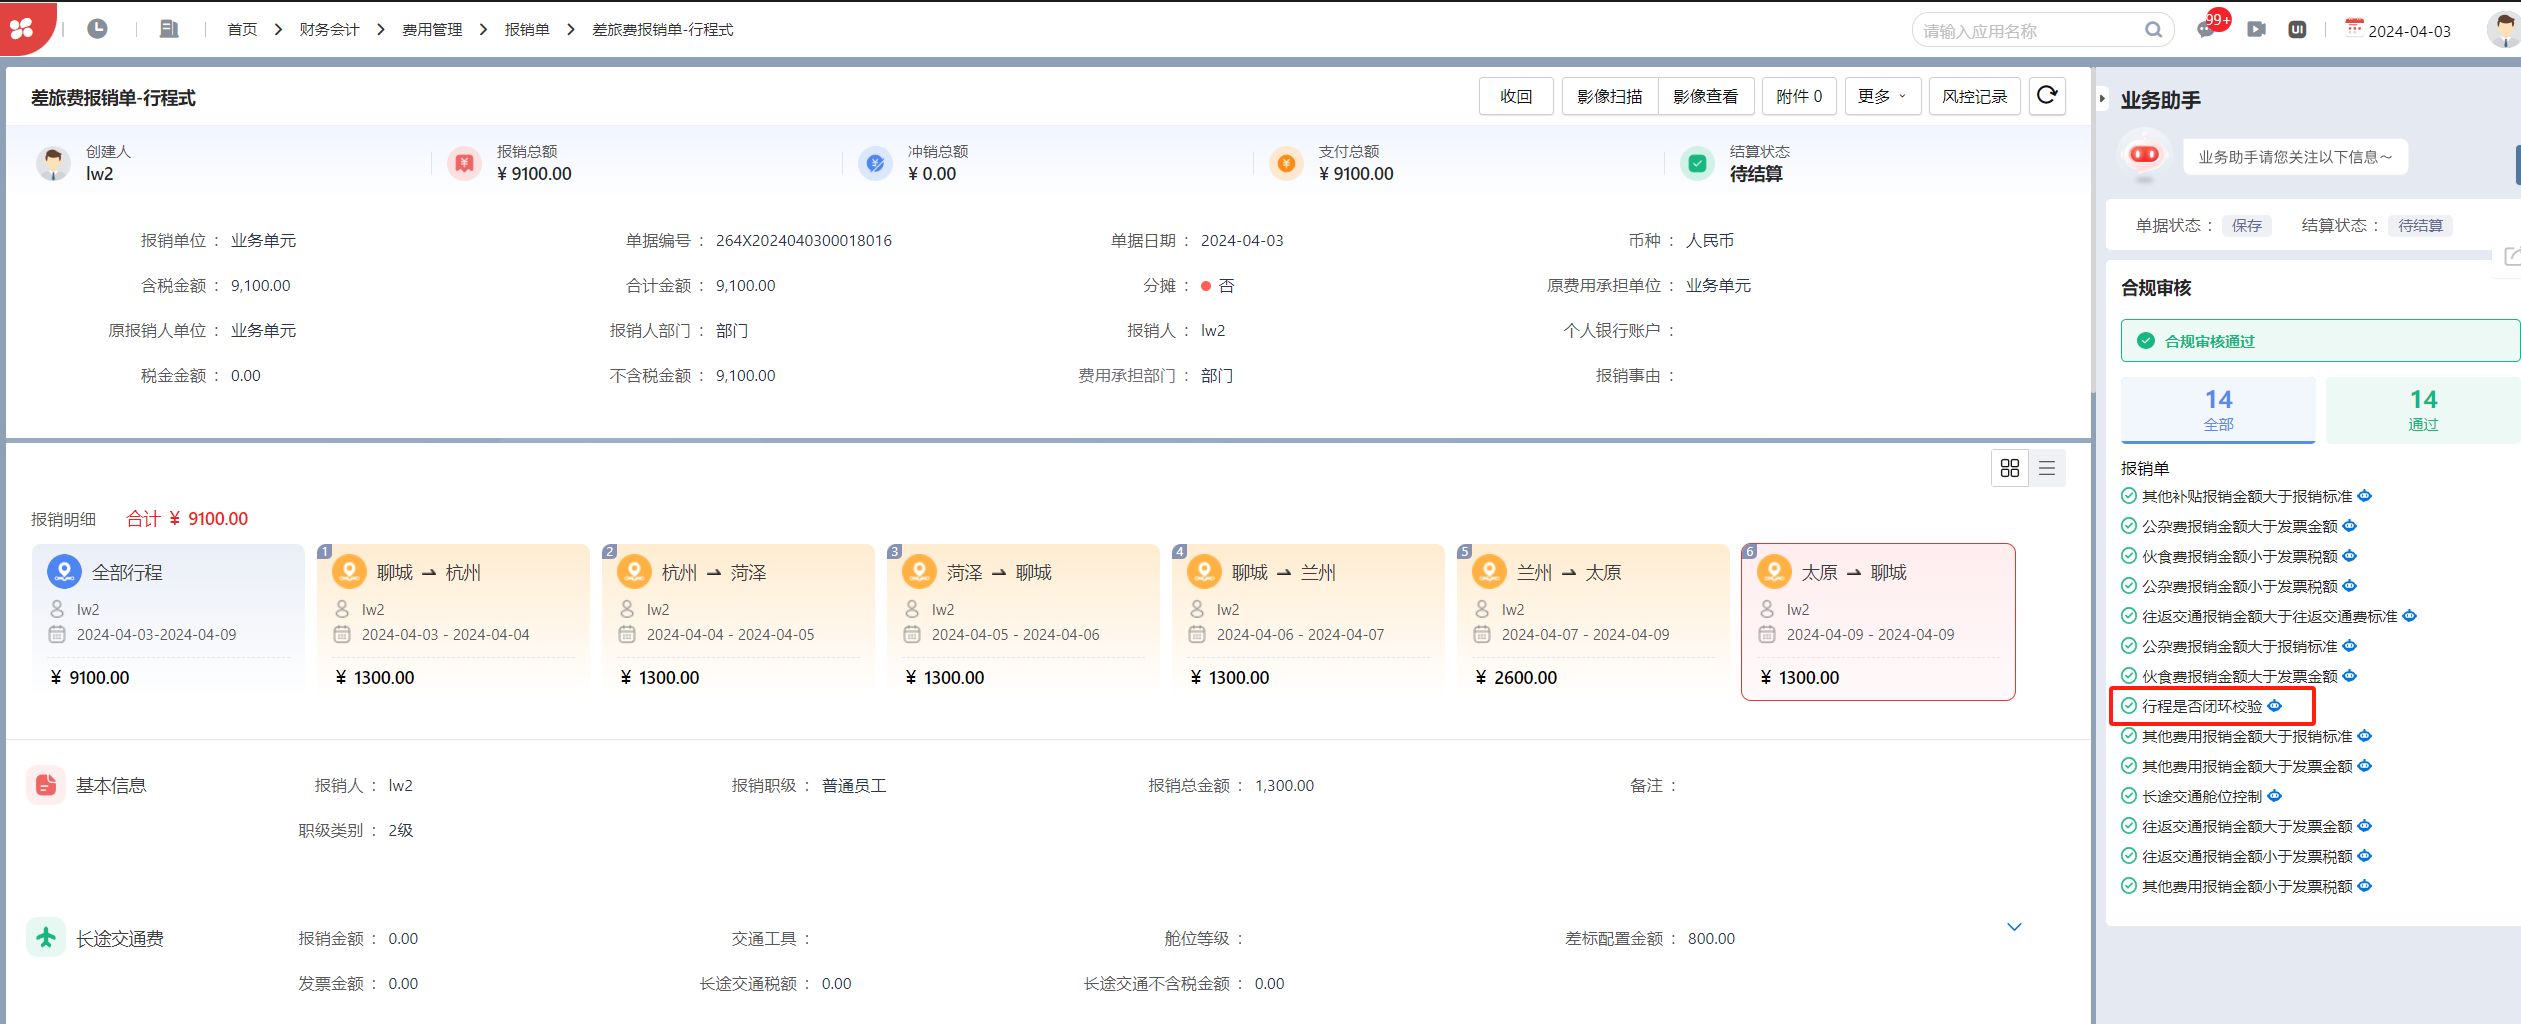 首页 > 财务会计 > 费用管理 > 报销单 > 差旅费报销单-行程式
请输入应用名称
99+
UI
2024-04-03
差旅费报销单-行程式
收回 影像扫描 影像查看 附件 0 更多 风控记录
创建人
lw2
报销总额
¥ 9100.00
冲销总额
¥ 0.00
支付总额
¥ 9100.00
结算状态
待结算
报销单位 : 业务单元 单据编号 : 264X2024040300018016 单据日期 : 2024-04-03 币种 : 人民币
含税金额 : 9,100.00 合计金额 : 9,100.00 分摊 : 否 原费用承担单位 : 业务单元
原报销人单位 : 业务单元 报销人部门 : 部门 报销人 : lw2 个人银行账户 :
税金金额 : 0.00 不含税金额 : 9,100.00 费用承担部门 : 部门 报销事由 :
报销明细 合计 ¥ 9100.00
全部行程
lw2
2024-04-03-2024-04-09
¥ 9100.00
1
聊城 → 杭州
lw2
2024-04-03 - 2024-04-04
¥ 1300.00
2
杭州 → 菏泽
lw2
2024-04-04 - 2024-04-05
¥ 1300.00
3
菏泽 → 聊城
lw2
2024-04-05 - 2024-04-06
¥ 1300.00
4
聊城 → 兰州
lw2
2024-04-06 - 2024-04-07
¥ 1300.00
5
兰州 → 太原
lw2
2024-04-07 - 2024-04-09
¥ 2600.00
6
太原 → 聊城
lw2
2024-04-09 - 2024-04-09
¥ 1300.00
基本信息 报销人 : lw2 报销职级 : 普通员工 报销总金额 : 1,300.00 备注 :
职级类别 : 2级
长途交通费 报销金额 : 0.00 交通工具 : 舱位等级 : 差标配置金额 : 800.00
发票金额 : 0.00 长途交通税额 : 0.00 长途交通不含税金额 : 0.00
业务助手
业务助手请您关注以下信息～
单据状态 : 保存 结算状态 : 待结算
合规审核
合规审核通过
14
全部
14
通过
报销单
其他补贴报销金额大于报销标准
公杂费报销金额大于发票金额
伙食费报销金额小于发票税额
公杂费报销金额小于发票税额
往返交通报销金额大于往返交通费标准
公杂费报销金额大于报销标准
伙食费报销金额大于发票金额
行程是否闭环校验
其他费用报销金额大于报销标准
其他费用报销金额大于发票金额
长途交通舱位控制
往返交通报销金额大于发票金额
往返交通报销金额小于发票税额
其他费用报销金额小于发票税额